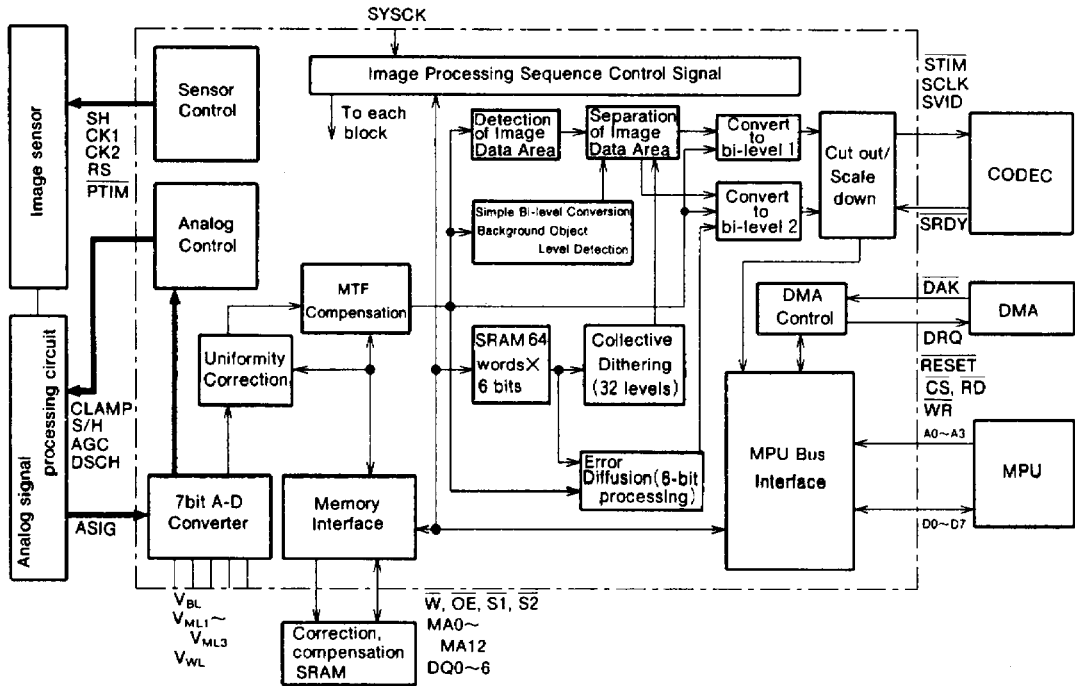 SYSCK
Image Processing Sequence Control Signal
To each
block
Image sensor
Sensor
Control
SH
CK1
CK2
RS
PTIM
Analog
Control
Analog signal
processing circuit
CLAMP
S/H
AGC
DSCH
ASIG
7bit A-D
Converter
VBL
VML1~
VML3
VWL
Uniformity
Correction
MTF
Compensation
Memory
Interface
Correction,
compensation
SRAM
W, OE, S1, S2
MA0~
MA12
DQ0~6
Detection
of Image
Data Area
Separation
of Image
Data Area
Simple Bi-level Conversion
Background Object
Level Detection
SRAM 64
words×
6 bits
Collective
Dithering
(32 levels)
Error
Diffusion(6-bit
processing)
Convert
to
bi-level 1
Convert
to
bi-level 2
Cut out/
Scale
down
STIM
SCLK
SVID
CODEC
SRDY
DMA
Control
DAK
DRQ
DMA
RESET
CS, RD
WR
A0~A3
D0~D7
MPU Bus
Interface
MPU